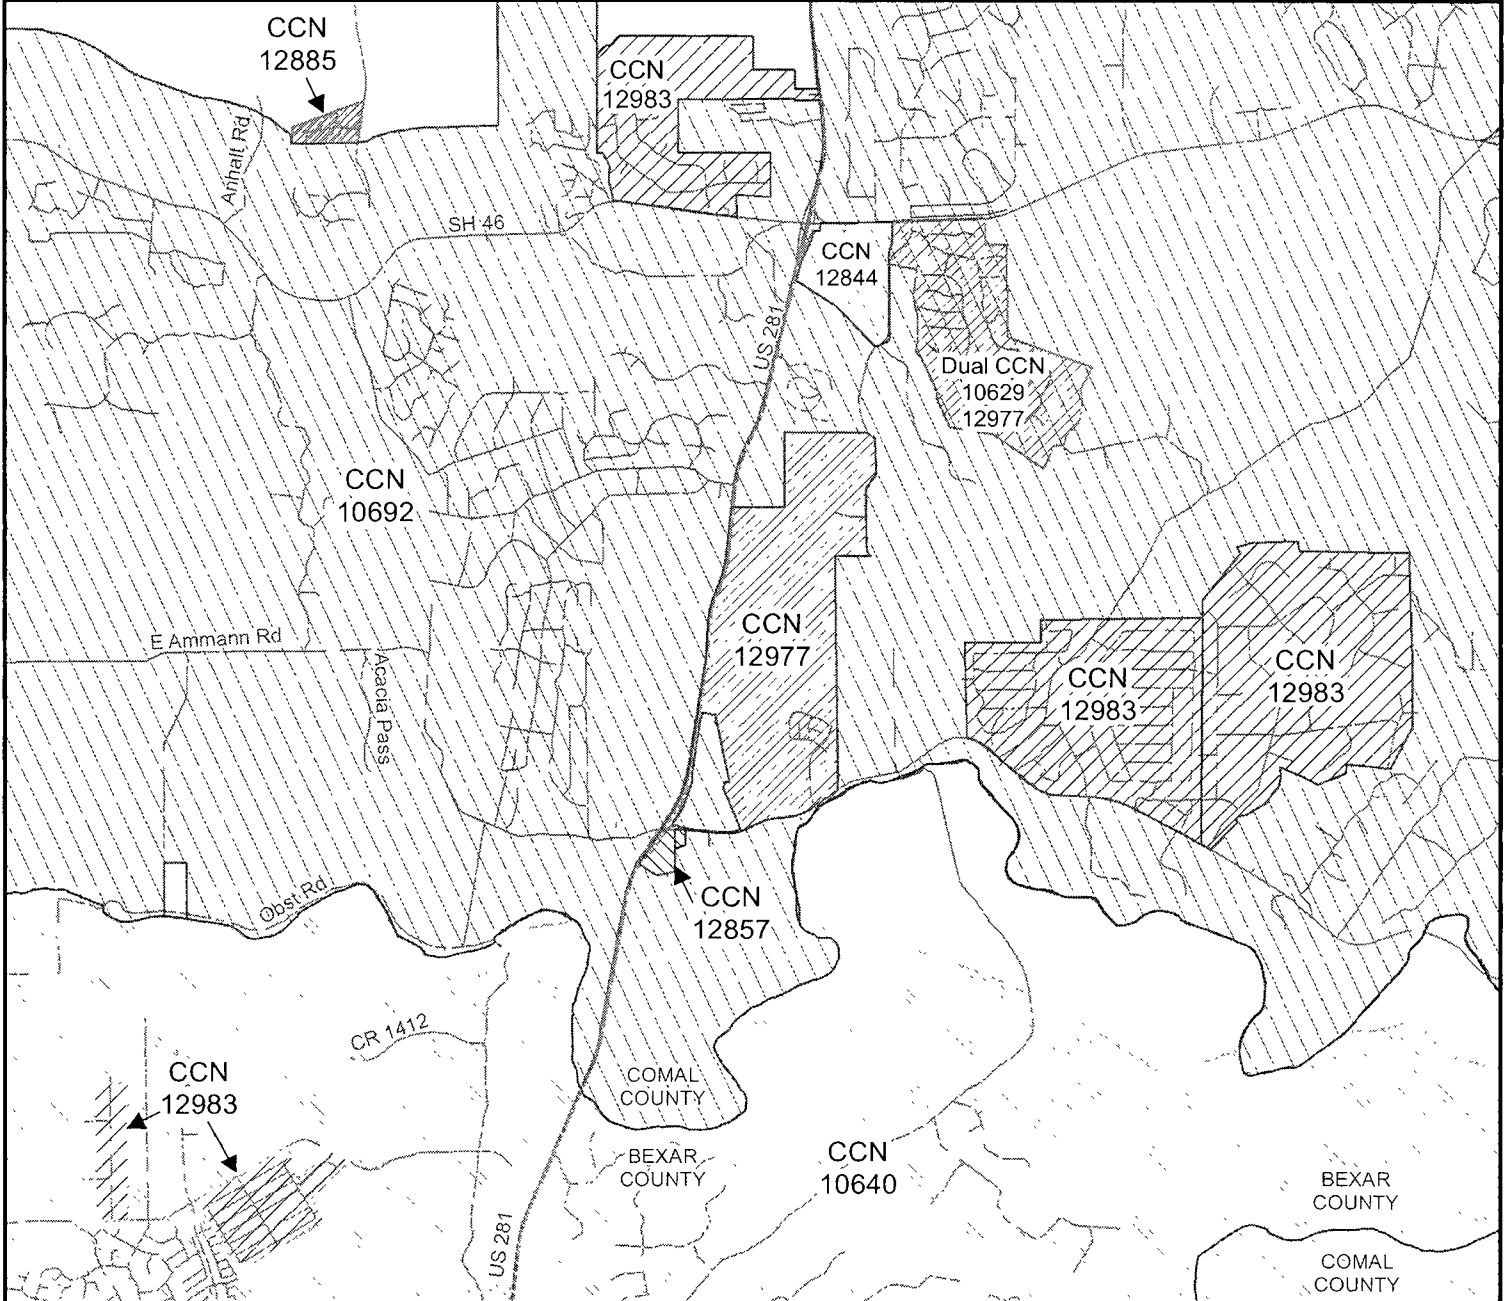 CCN
12885
CCN
12983
Anhalt Rd
SH 46
CCN
12844
US 281
Dual CCN
10629
12977
CCN
10692
CCN
12977
E Ammann Rd
Acacia Pass
CCN
12983
CCN
12983
Obst Rd
CCN
12857
CR 1412
CCN
12983
COMAL
COUNTY
BEXAR
COUNTY
CCN
10640
US 281
BEXAR
COUNTY
COMAL
COUNTY